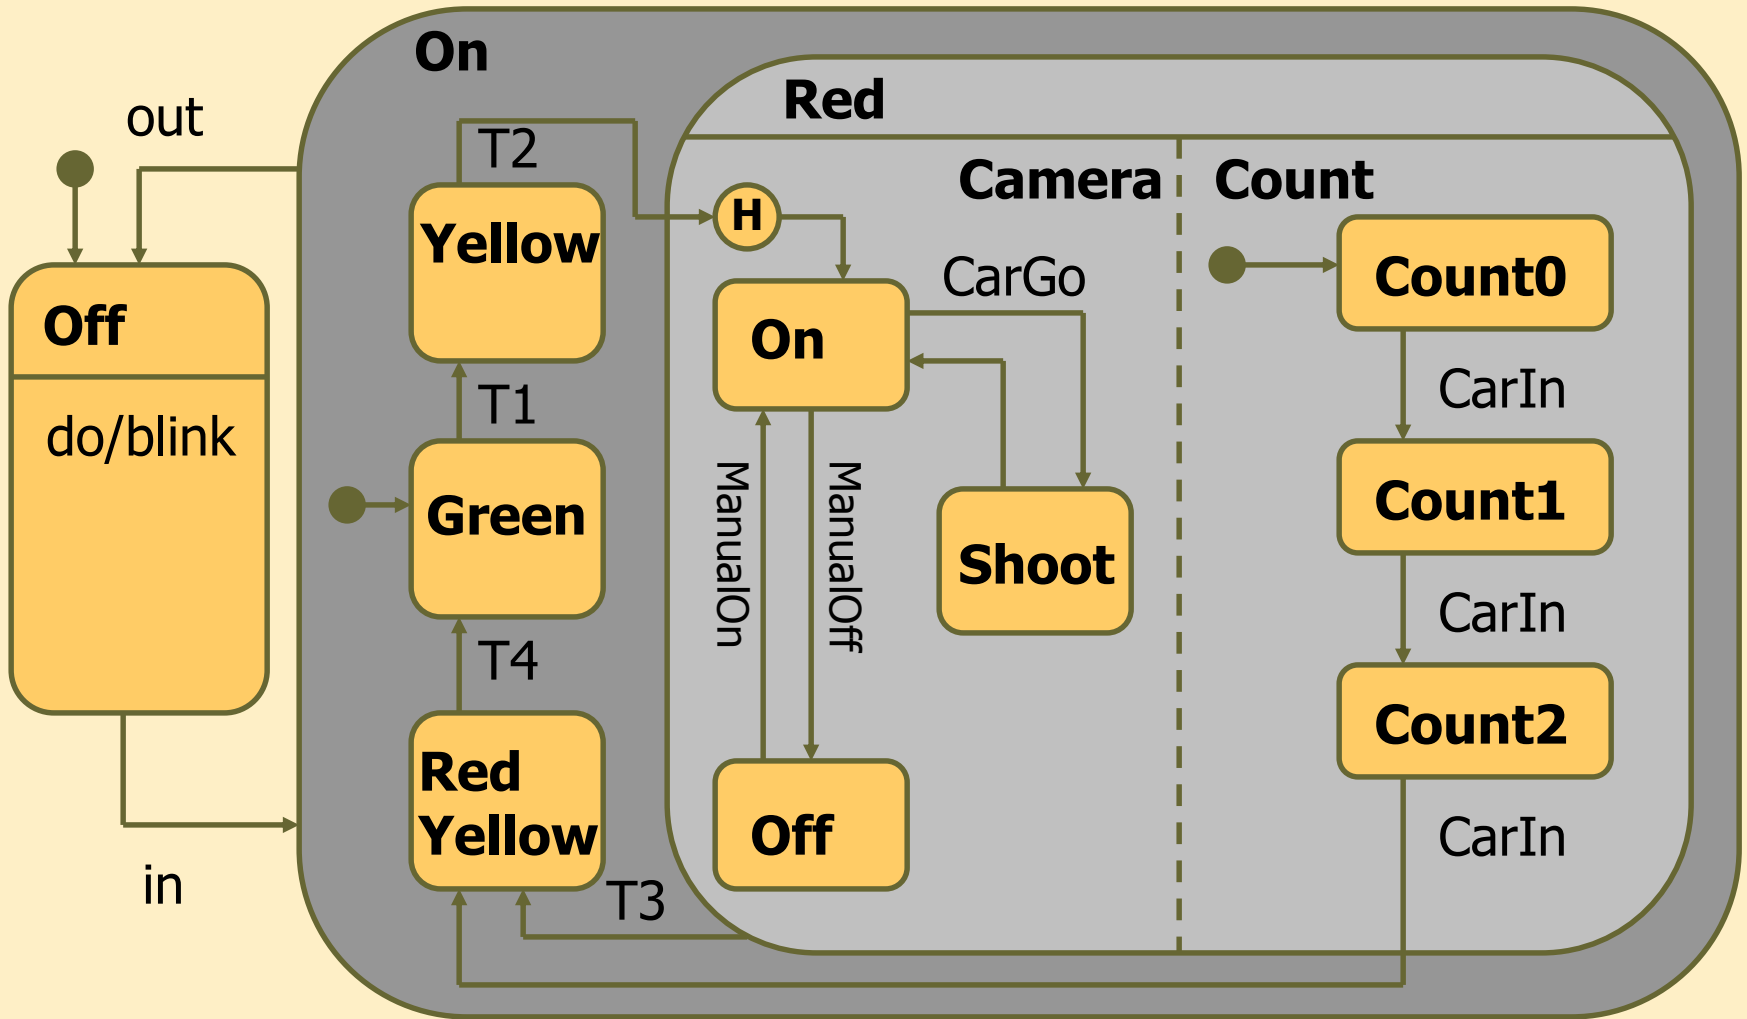 On
Red
out
T2
Camera
Count
H
Yellow
CarGo
Count0
Off
On
T1
CarIn
do/blink
Green
ManualOn
ManualOff
Count1
Shoot
CarIn
T4
Count2
Red
Yellow
Off
CarIn
in
T3